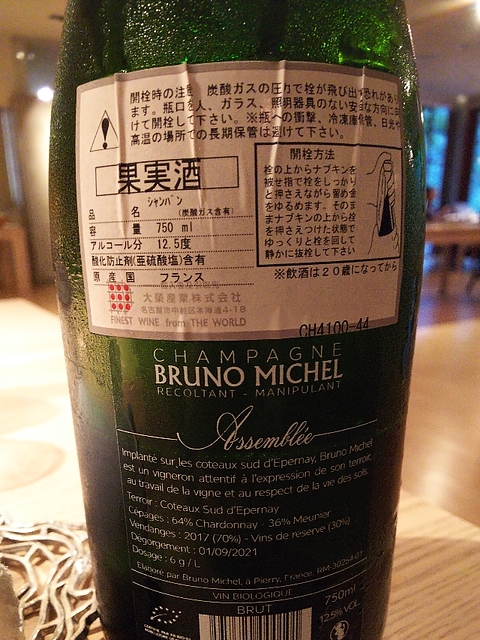 開栓時の注意 炭酸ガスの圧力で栓が飛び出す恐れがあり
ます。瓶口を人、ガラス、照明器具のない安全な方向に向
けて開栓して下さい。※瓶への衝撃、冷凍庫保管、日光や
高温の場所での長期保管は避けて下さい。
果実酒
シャンパン
品 名 (炭酸ガス含有)
容 量 750 ml
アルコール分 12.5度
酸化防止剤(亜硫酸塩)含有
原 産 国 フランス
開栓方法
栓の上からナプキンを
被せ指で栓をしっかり
と押さえながら留め金
をゆるめます。そのま
まナプキンの上から栓
を押さえつけた状態で
ゆっくりと栓を回して
静かに抜栓して下さい
※飲酒は20歳になってから
大榮産業株式会社
名古屋市中村区本陣通4-18
FINEST WINE from THE WORLD
CH4100-44
CHAMPAGNE
BRUNO MICHEL
RECOLTANT - MANIPULANT
Assemblée
Implanté sur les coteaux sud d'Epernay, Bruno Michel
est un vigneron attentif à l'expression de son terroir,
au travail de la vigne et au respect de la vie des sols.
Terroir : Coteaux Sud d'Epernay
Cépages : 64% Chardonnay - 36% Meunier
Vendanges : 2017 (70%) - Vins de réserve (30%)
Dégorgement : 01/09/2021
Dosage : 6 g / L
Elaboré par Bruno Michel, à Pierry, France.
VIN BIOLOGIQUE
BRUT
750ml
12.5% VOL.